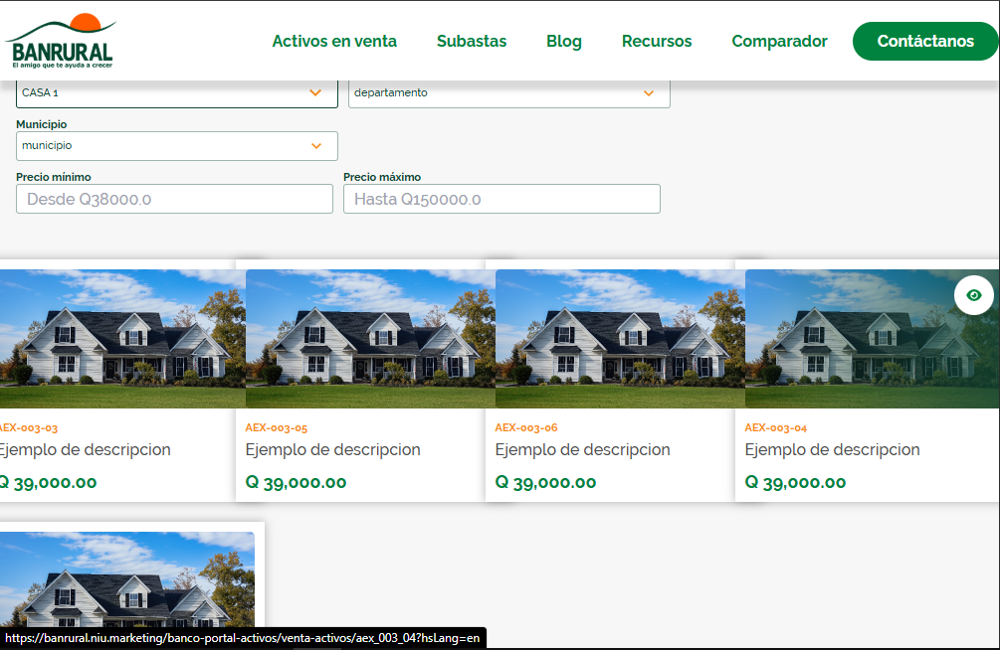 BANRURAL
El amigo que te ayuda a crecer
Activos en venta
Subastas
Blog
Recursos
Comparador
Contáctanos
CASA 1
departamento
Municipio
municipio
Precio mínimo
Precio máximo
Desde Q38000.0
Hasta Q150000.0
AEX-003-03
AEX-003-05
AEX-003-06
AEX-003-04
Ejemplo de descripcion
Ejemplo de descripcion
Ejemplo de descripcion
Ejemplo de descripcion
Q 39,000.00
Q 39,000.00
Q 39,000.00
Q 39,000.00
https://banrural.niu.marketing/banco-portal-activos/venta-activos/aex_003_04?hsLang=en